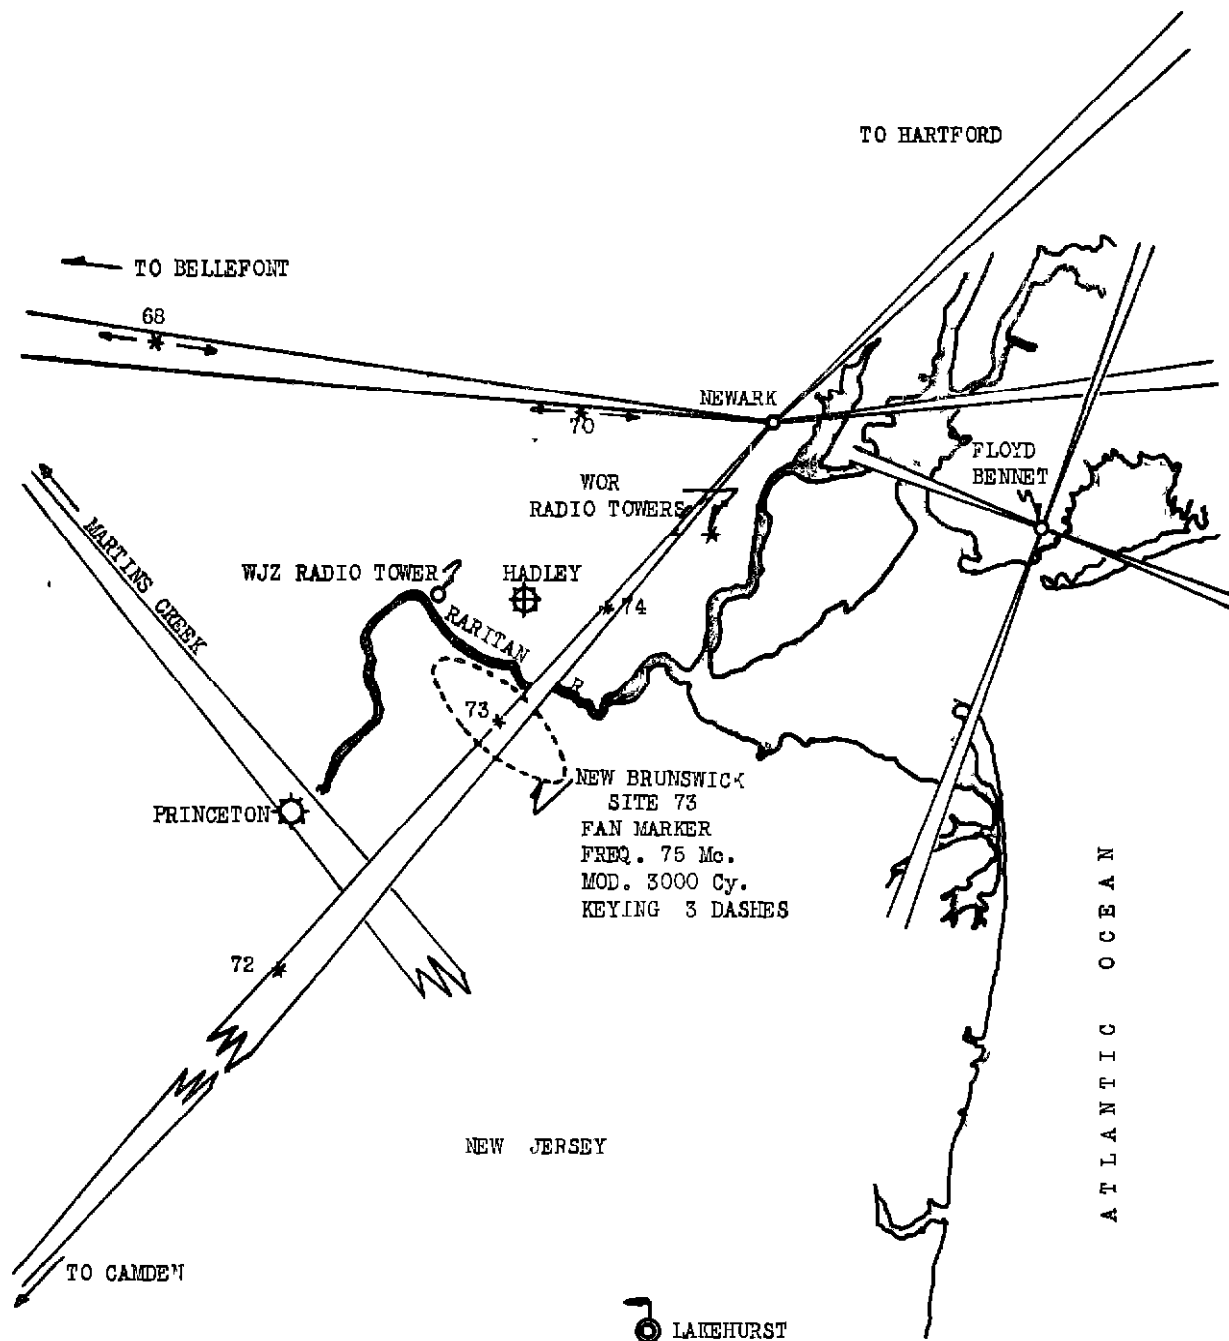 TO HARTFORD
TO BELLEFONT
68
NEWARK
70
FLOYD
BENNET
WOR
RADIO TOWERS
MARTINS CREEK
WJZ RADIO TOWER
HADLEY
74
RARITAN R
73
NEW BRUNSWICK
SITE 73
FAN MARKER
FREQ. 75 Mc.
MOD. 3000 Cy.
KEYING 3 DASHES
PRINCETON
72
ATLANTIC OCEAN
NEW JERSEY
TO CAMDEN
LAKEHURST